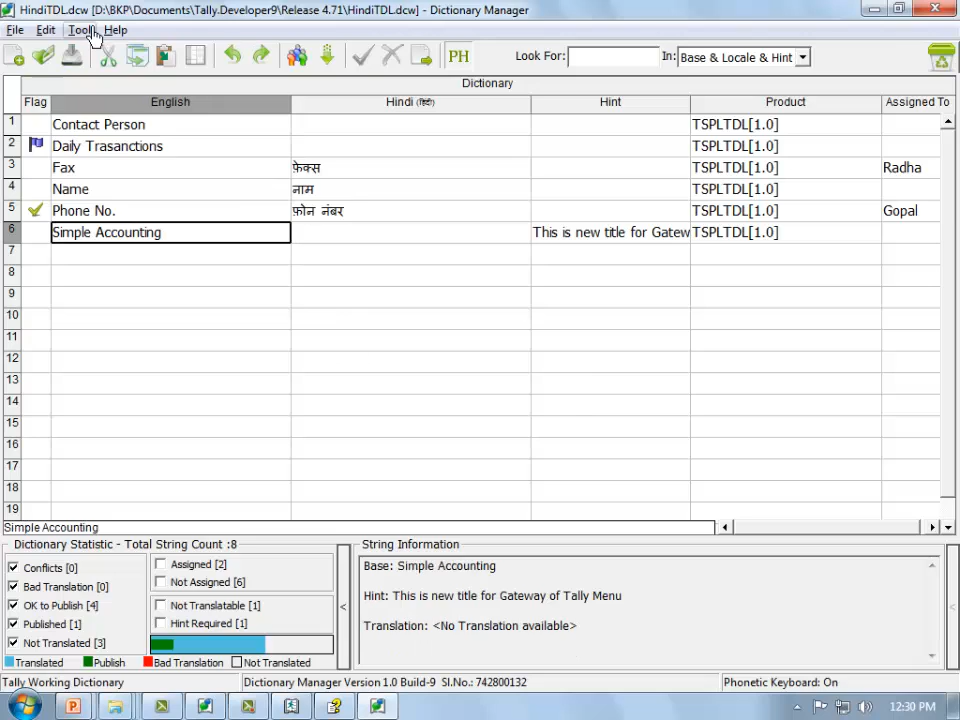 HindiTDL.dcw [D:\BKP\Documents\Tally.Developer9\Release 4.71\HindiTDL.dcw] - Dictionary Manager
File Edit Tools Help
PH Look For: In: Base & Locale & Hint
Dictionary
Flag English Hindi (हिन्दी) Hint Product Assigned To
1 Contact Person TSPLTDL[1.0]
2 Daily Trasanctions TSPLTDL[1.0]
3 Fax फ़ेक्स TSPLTDL[1.0] Radha
4 Name नाम TSPLTDL[1.0]
5 Phone No. फ़ोन नंबर TSPLTDL[1.0] Gopal
6 Simple Accounting This is new title for Gatew TSPLTDL[1.0]
7
8
9
10
11
12
13
14
15
16
17
18
19
Simple Accounting
Dictionary Statistic - Total String Count :8
Conflicts [0]
Bad Translation [0]
OK to Publish [4]
Published [1]
Not Translated [3]
Assigned [2]
Not Assigned [6]
Not Translatable [1]
Hint Required [1]
Translated Publish Bad Translation Not Translated
String Information
Base: Simple Accounting
Hint: This is new title for Gateway of Tally Menu
Translation: <No Translation available>
Tally Working Dictionary Dictionary Manager Version 1.0 Build-9 Sl.No.: 742800132 Phonetic Keyboard: On
12:30 PM